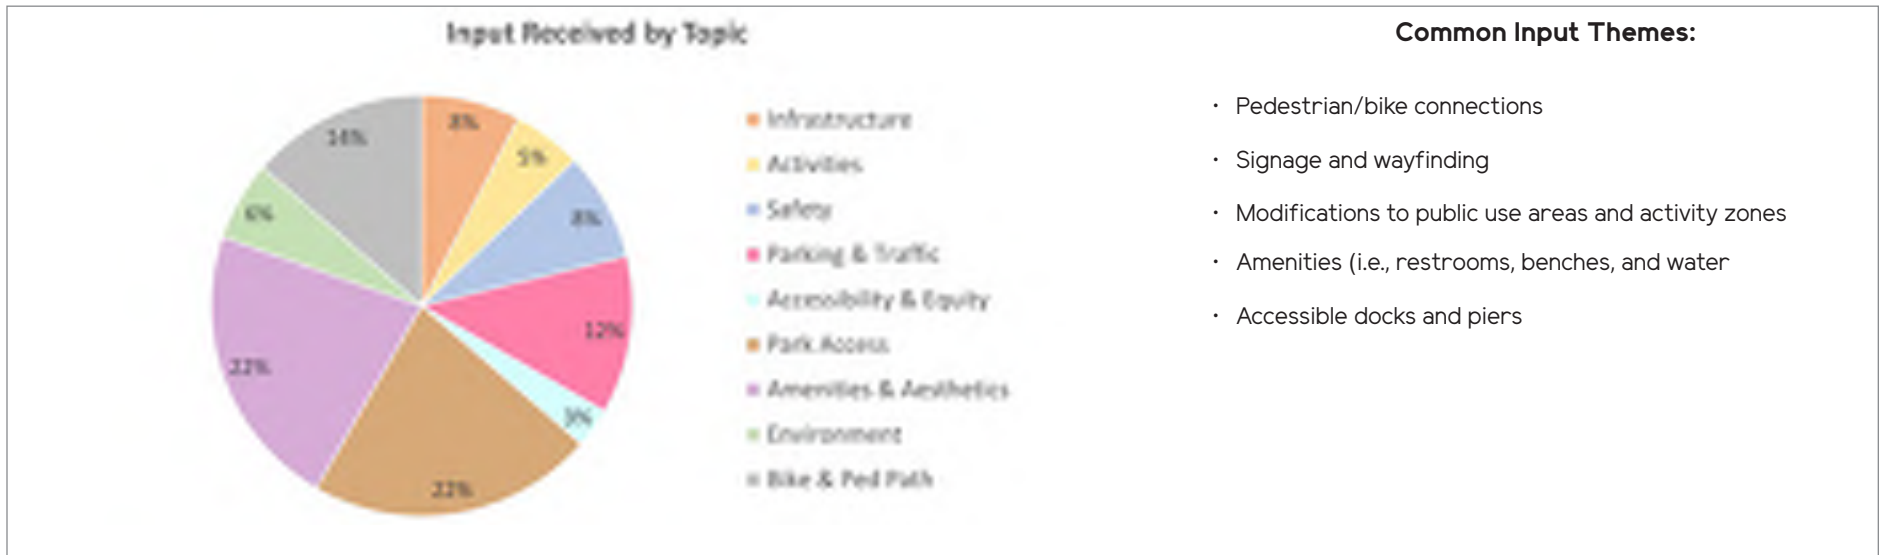 Input Received by Topic
8%
5%
8%
12%
3%
22%
22%
6%
14%
Infrastructure
Activities
Safety
Parking & Traffic
Accessibility & Equity
Park Access
Amenities & Aesthetics
Environment
Bike & Ped Path
Common Input Themes:
· Pedestrian/bike connections
· Signage and wayfinding
· Modifications to public use areas and activity zones
· Amenities (i.e., restrooms, benches, and water
· Accessible docks and piers